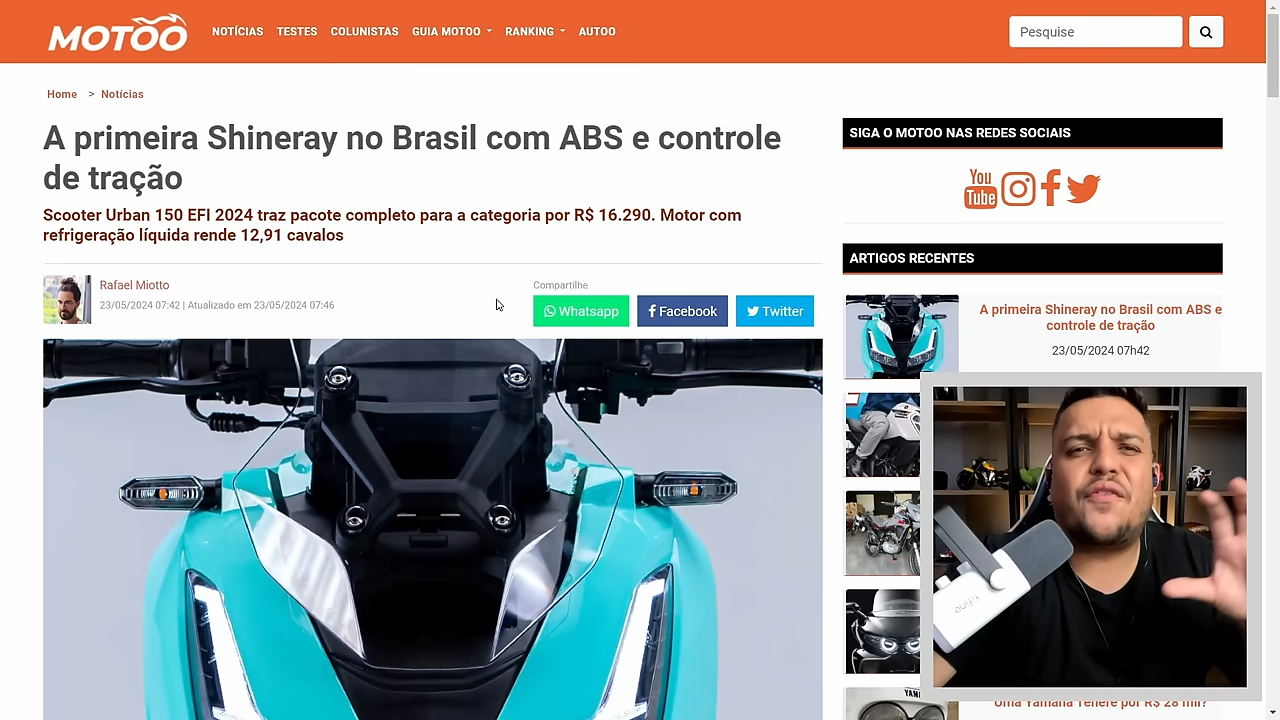 MOTOO
NOTÍCIAS TESTES COLUNISTAS GUIA MOTOO RANKING AUTOO
Pesquise
Home > Notícias
A primeira Shineray no Brasil com ABS e controle
de tração
Scooter Urban 150 EFI 2024 traz pacote completo para a categoria por R$ 16.290. Motor com
refrigeração líquida rende 12,91 cavalos
Rafael Miotto
23/05/2024 07:42 | Atualizado em 23/05/2024 07:46
Compartilhe
Whatsapp Facebook Twitter
SIGA O MOTOO NAS REDES SOCIAIS
You
Tube
ARTIGOS RECENTES
A primeira Shineray no Brasil com ABS e
controle de tração
23/05/2024 07h42
fifine
YAM
Uma Yamaha Ténéré por R$ 28 mil?